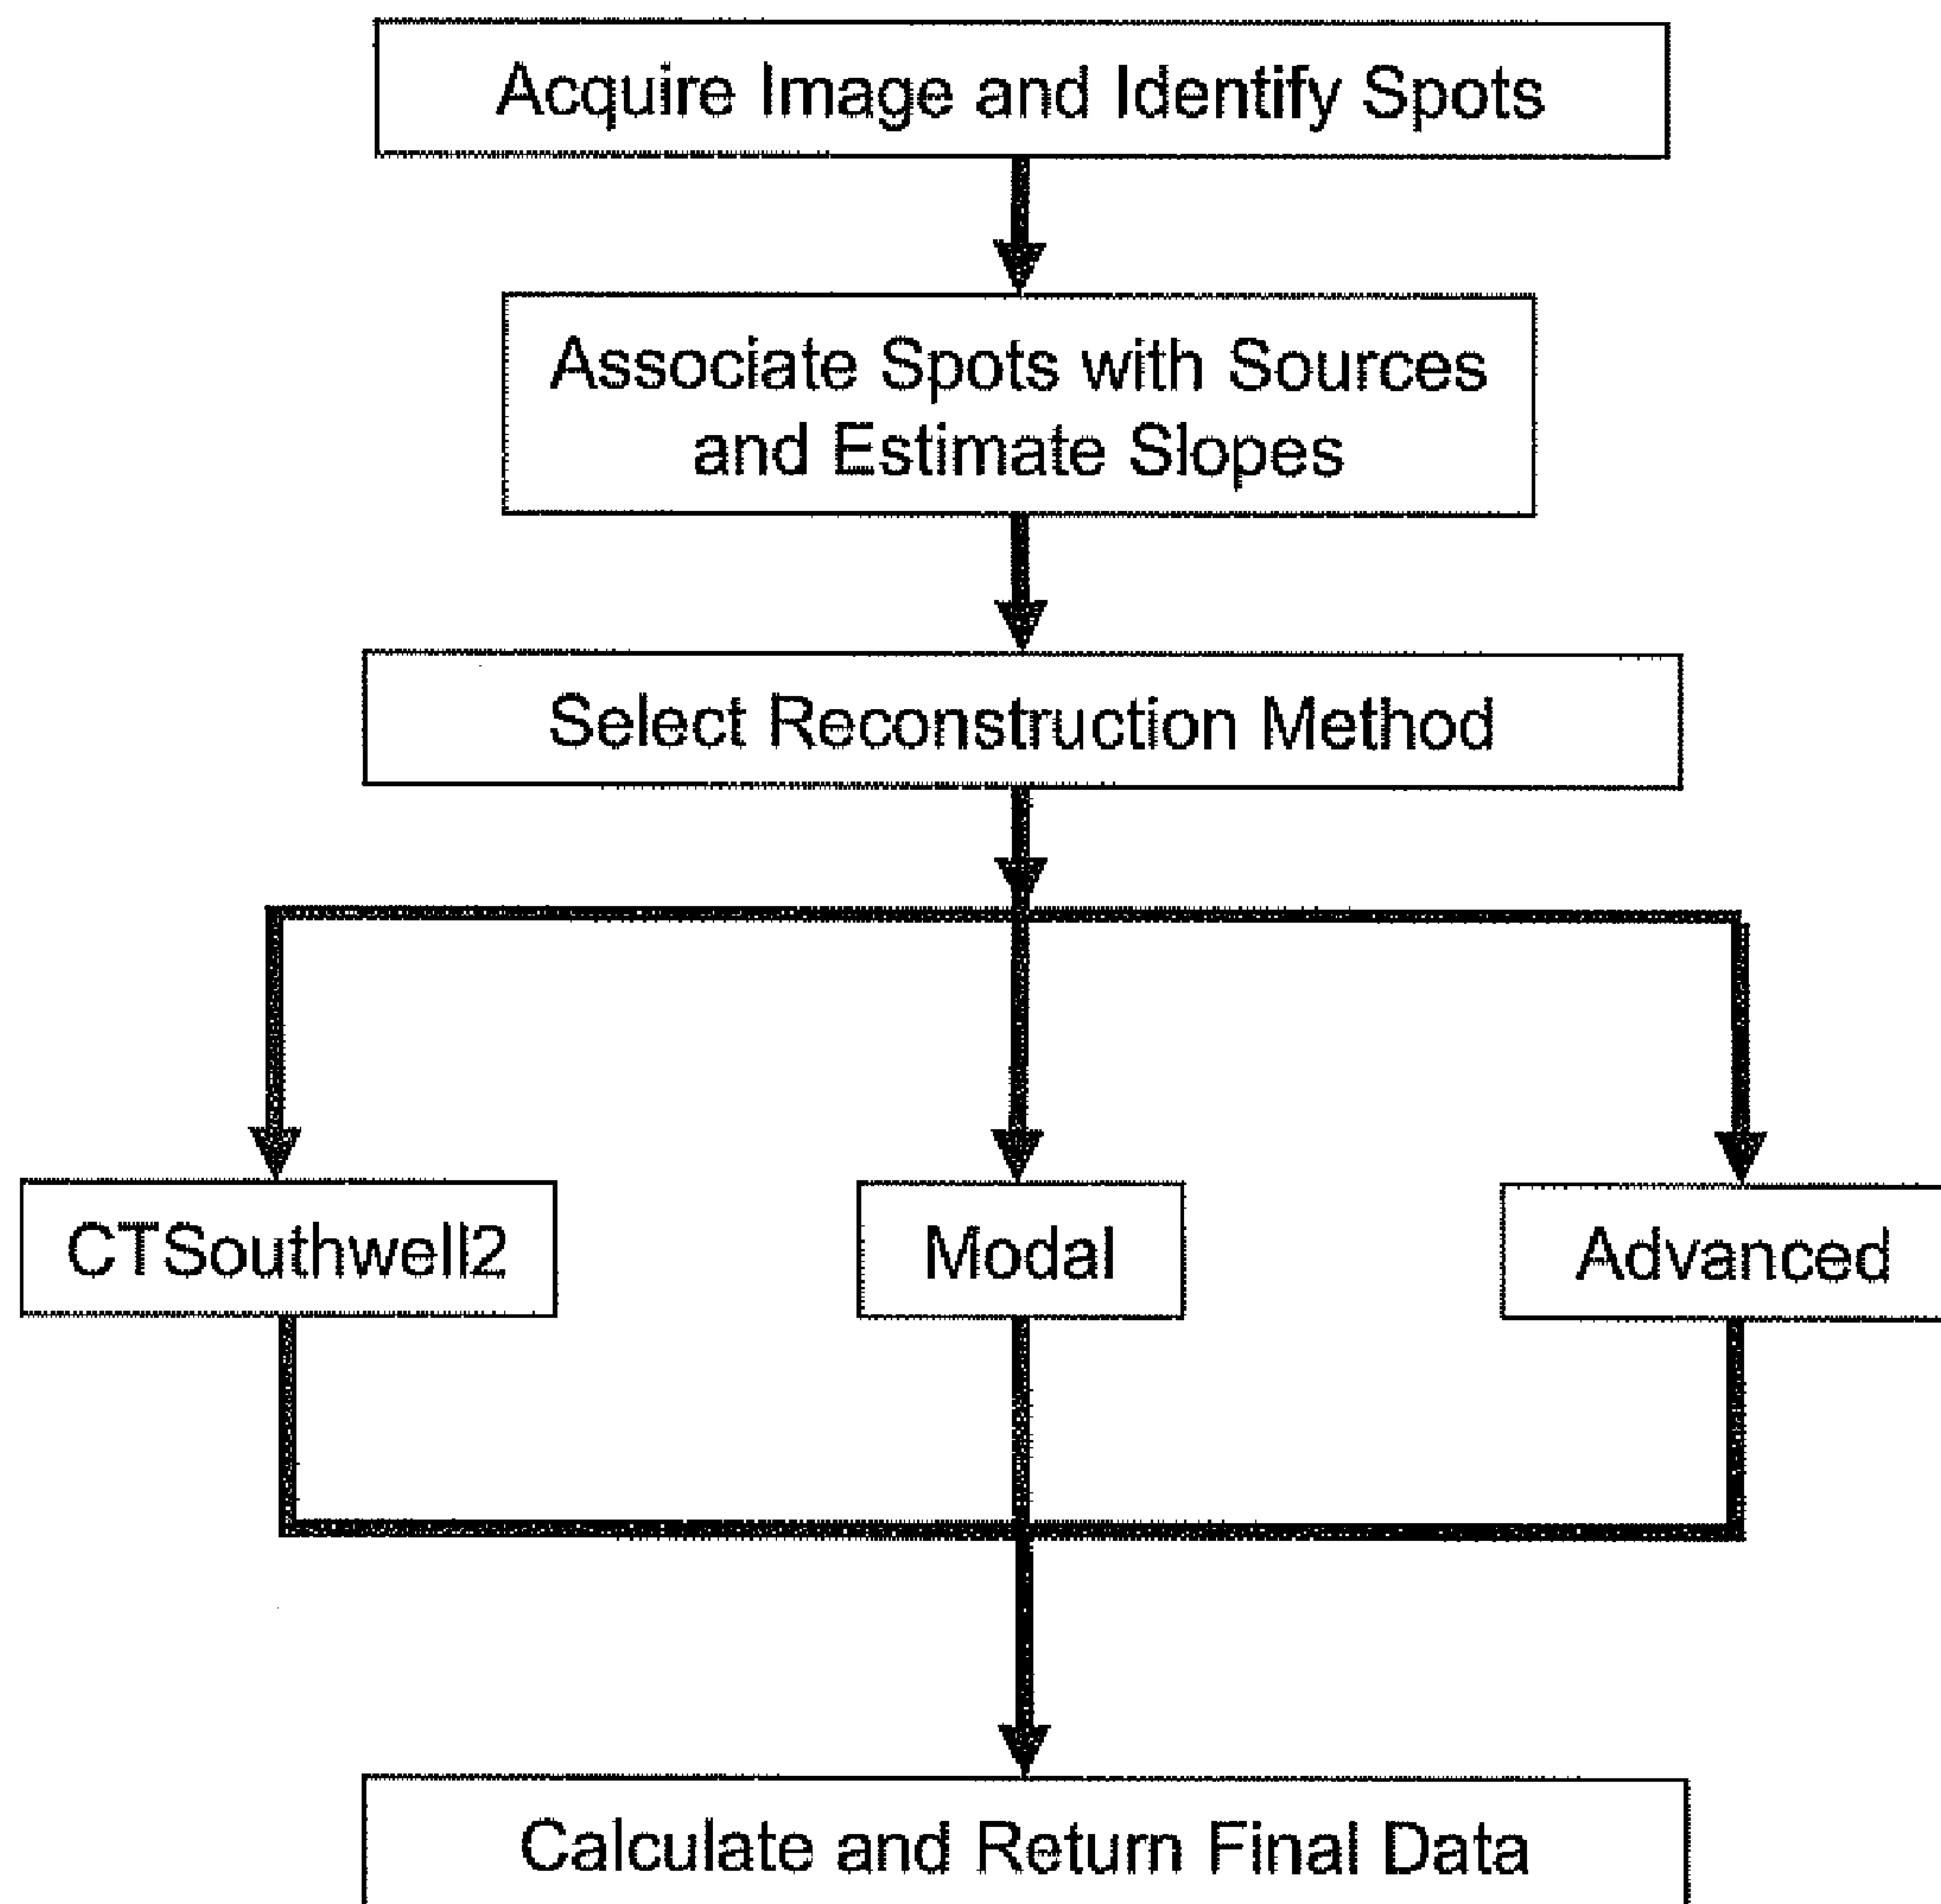 Acquire Image and Identify Spots
Associate Spots with Sources
and Estimate Slopes
Select Reconstruction Method
CTSouthwell2
Modal
Advanced
Calculate and Return Final Data